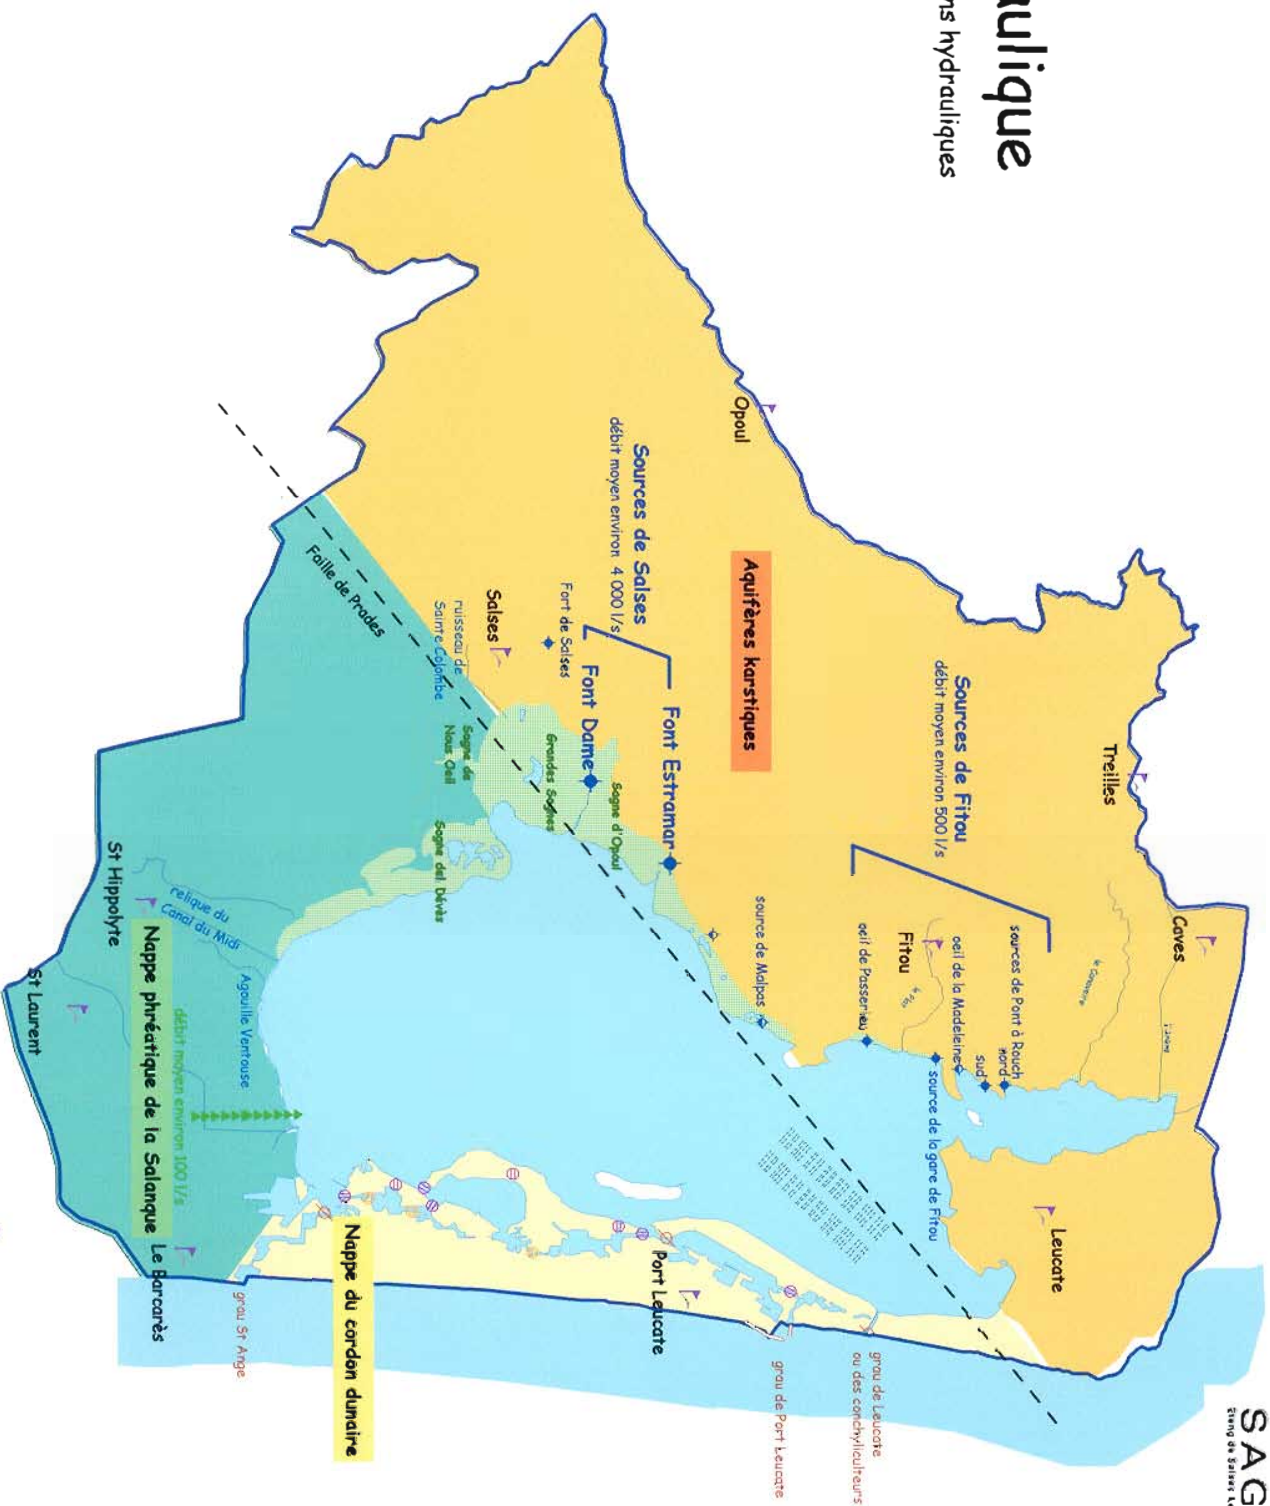 aulique
ns hydrauliques
SAG
Opoul
Treilles
Caves
l'arène
Sources de Fitou
débit moyen environ 500 l/s
Aquifères karstiques
Sources de Salses
débit moyen environ 4 000 l/s
Font Estramar
Font Dame
Fort de Salses
Salses
ruisseau de
Sainte Colombe
Faille de Prades
Sagne d'Opoul
Grandes Sagnes
Sagne de
Nous Oeil
Sagne del Dévès
source de Malpas
oeil de Passerieu
Fitou
le Pla
oeil de la Madeleine
sources de Pont à Rouch
nord
sud
source de la gare de Fitou
Leucate
relique du
Canal du Midi
St Hippolyte
Agouille Ventouse
débit moyen environ 100 l/s
Nappe phréatique de la Salanque
St Laurent
Le Barcarès
Nappe du cordon dunaire
Port Leucate
grau St Ange
grau de Port Leucate
grau de Leucate
ou des conchyliculteurs